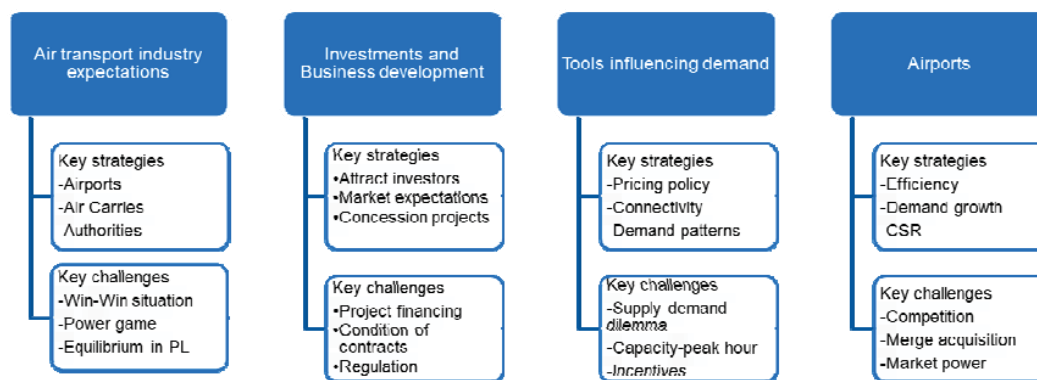 Air transport industry
expectations
Key strategies
-Airports
-Air Carries
Authorities
Key challenges
-Win-Win situation
-Power game
-Equilibrium in PL
Investments and
Business development
Key strategies
•Attract investors
•Market expectations
•Concession projects
Key challenges
•Project financing
•Condition of
contracts
•Regulation
Tools influencing demand
Key strategies
-Pricing policy
-Connectivity
Demand patterns
Key challenges
-Supply demand
dilemma
-Capacity-peak hour
-Incentives
Airports
Key strategies
-Efficiency
-Demand growth
CSR
Key challenges
-Competition
-Merge acquisition
-Market power